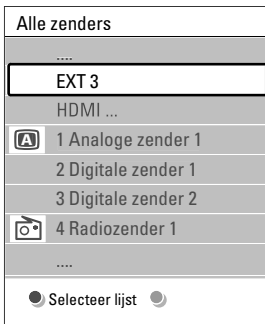 Alle zenders
....
EXT 3
HDMI ...
A 1 Analoge zender 1
2 Digitale zender 1
3 Digitale zender 2
4 Radiozender 1
....
Selecteer lijst